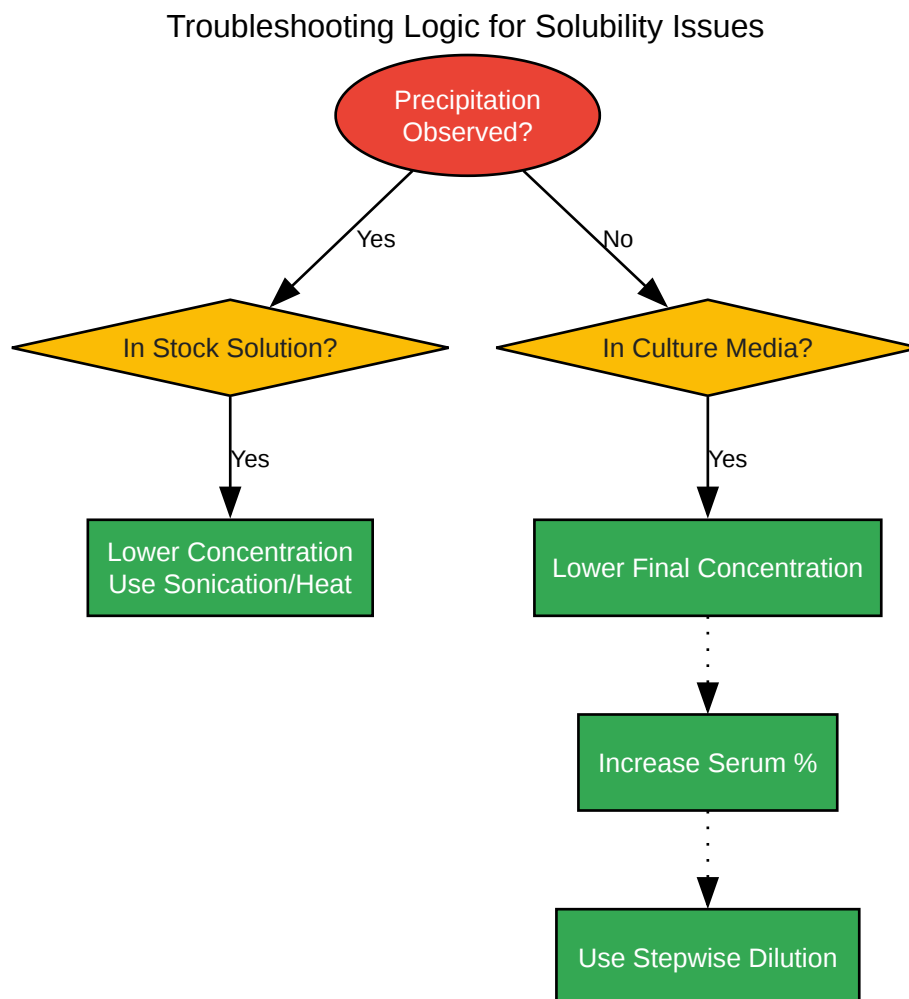 Troubleshooting Logic for Solubility Issues
Precipitation
Observed?
Yes
No
In Stock Solution?
In Culture Media?
Yes
Yes
Lower Concentration
Use Sonication/Heat
Lower Final Concentration
Increase Serum %
Use Stepwise Dilution